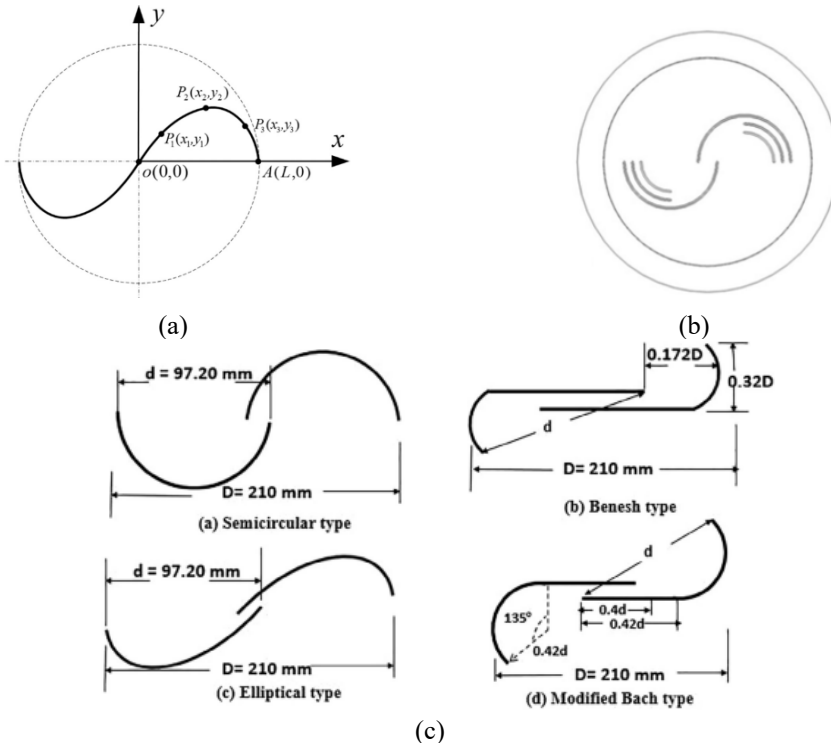 y
P₂(x₂,y₂)
P₁(x₁,y₁)
P₃(x₃,y₃)
x
o(0,0)
A(L,0)
(a)
(b)
d = 97.20 mm
D= 210 mm
(a) Semicircular type
0.172D
0.32D
d
D= 210 mm
(b) Benesh type
d = 97.20 mm
D= 210 mm
(c) Elliptical type
d
135°
0.4d
0.42d
0.42d
D= 210 mm
(d) Modified Bach type
(c)